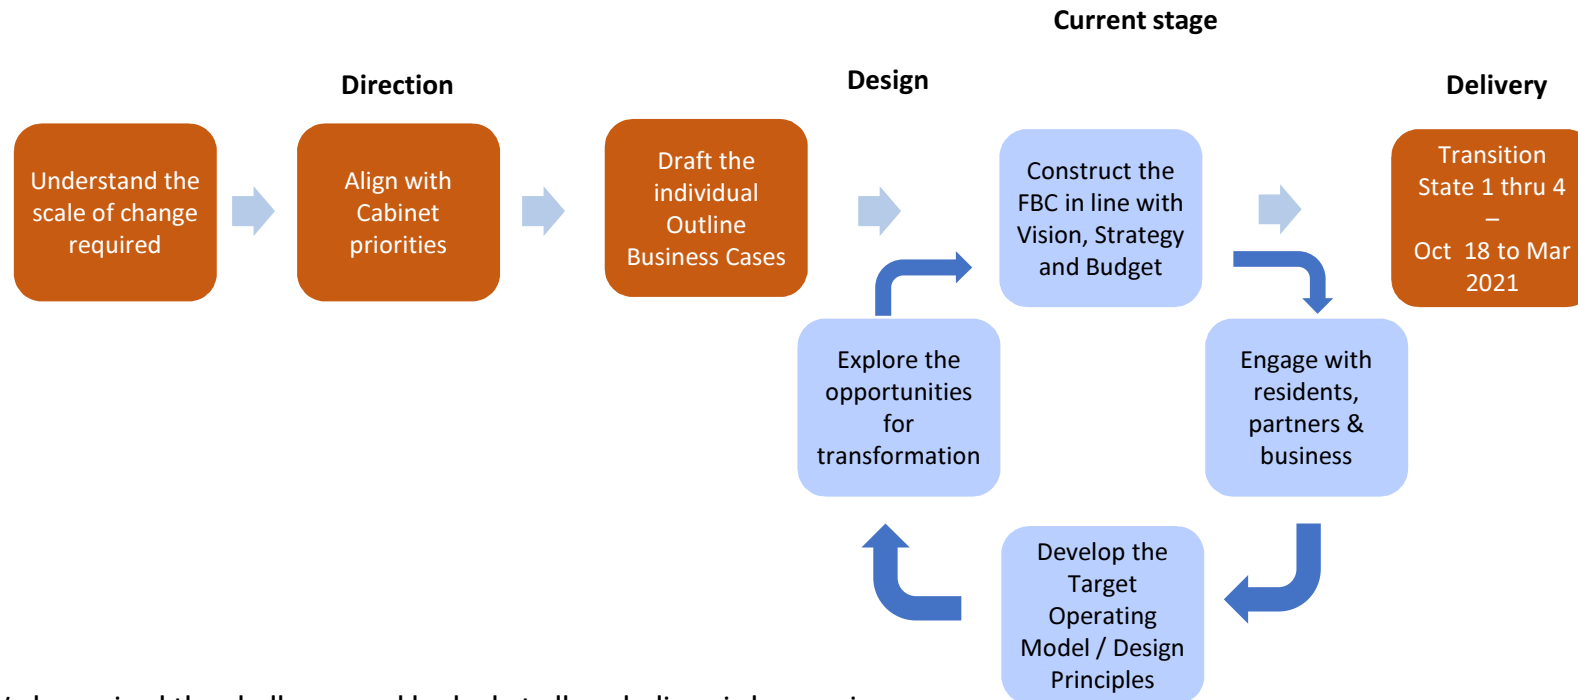 Current stage
Direction
Design
Delivery
Understand the
scale of change
required
Align with
Cabinet
priorities
Draft the
individual
Outline
Business Cases
Construct the
FBC in line with
Vision, Strategy
and Budget
Transition
State 1 thru 4
–
Oct 18 to Mar
2021
Explore the
opportunities
for
transformation
Engage with
residents,
partners &
business
Develop the
Target
Operating
Model / Design
Principles